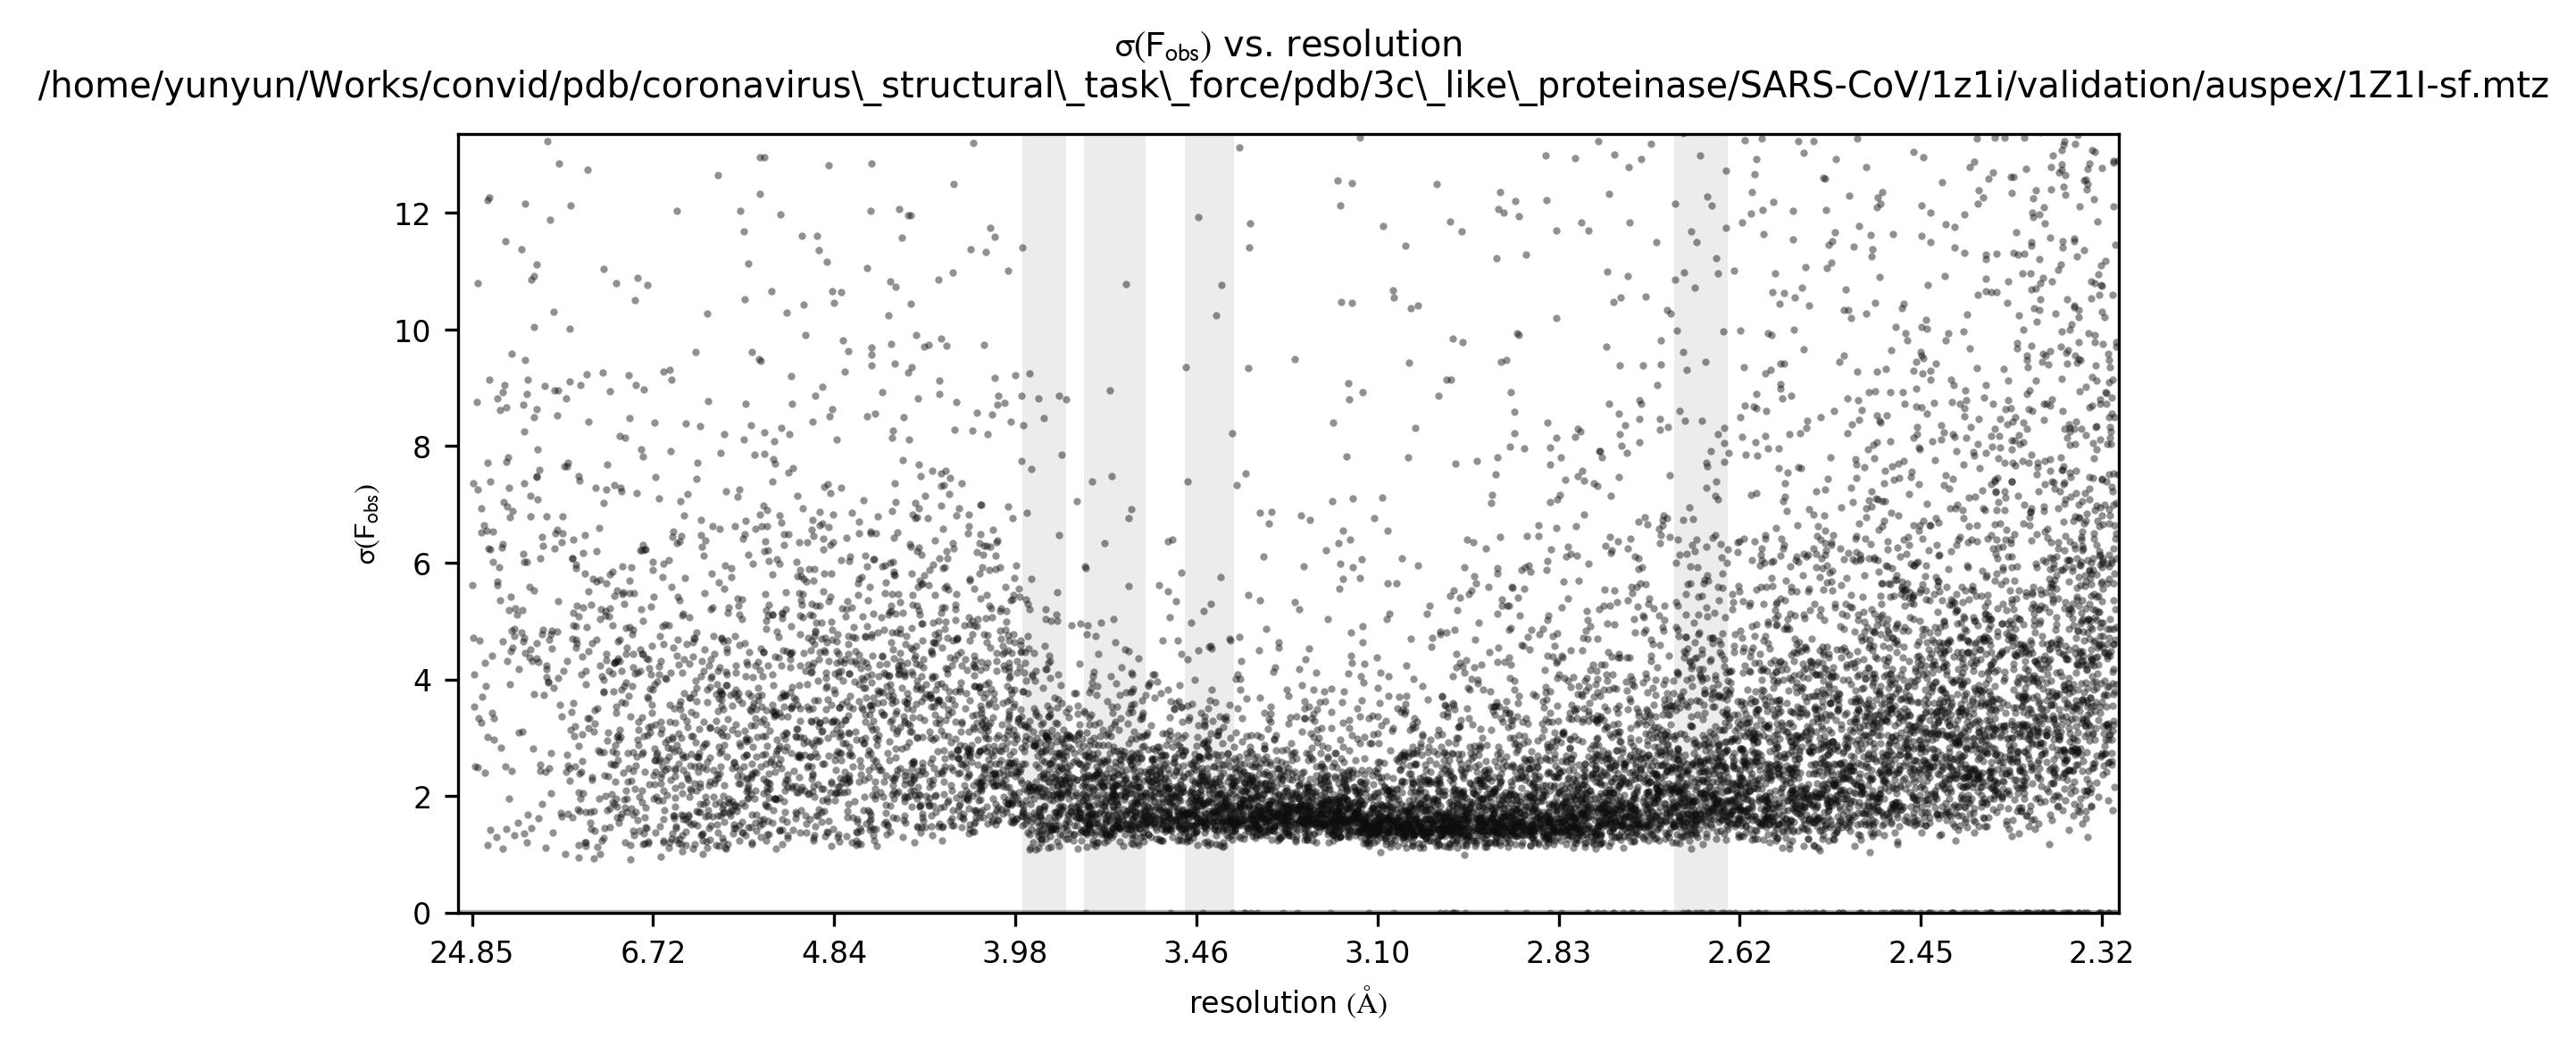 σ(Fobs) vs. resolution
/home/yunyun/Works/convid/pdb/coronavirus\_structural\_task\_force/pdb/3c\_like\_proteinase/SARS-CoV/1z1i/validation/auspex/1Z1I-sf.mtz
12
10
8
6
4
2
0
σ(Fobs)
24.85 6.72 4.84 3.98 3.46 3.10 2.83 2.62 2.45 2.32
resolution (Å)